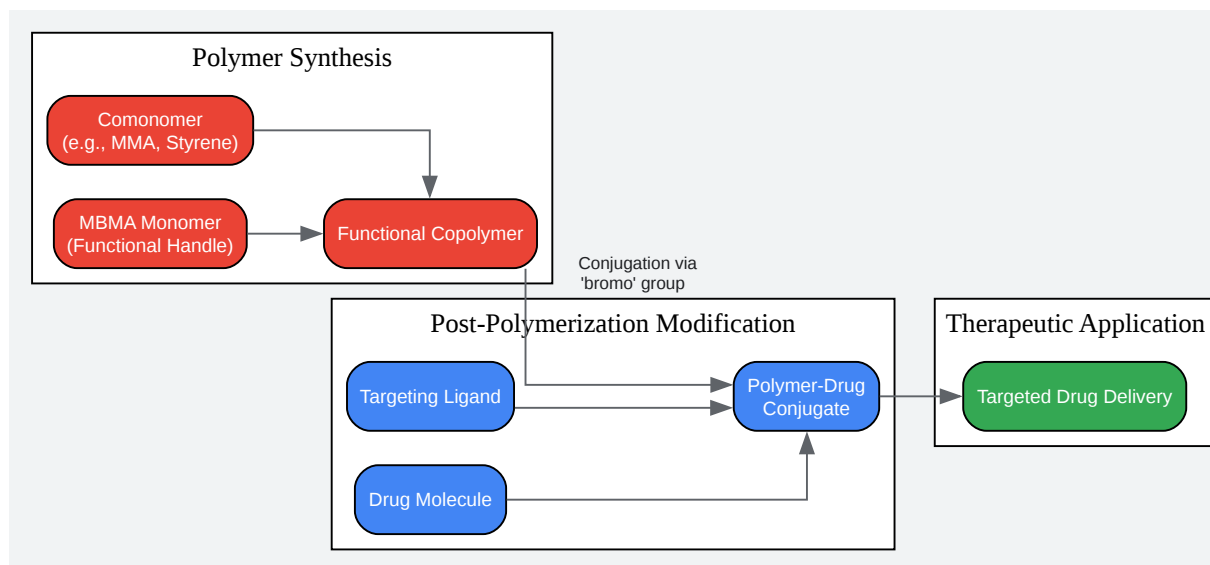 Polymer Synthesis
Comonomer
(e.g., MMA, Styrene)
MBMA Monomer
(Functional Handle)
Functional Copolymer
Conjugation via
'bromo' group
Post-Polymerization Modification
Targeting Ligand
Polymer-Drug
Conjugate
Drug Molecule
Therapeutic Application
Targeted Drug Delivery